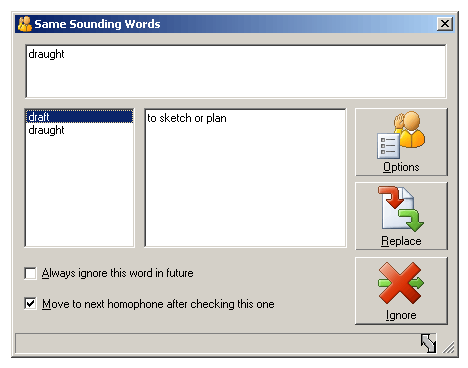 Same Sounding Words
draught
draft
draught
to sketch or plan
Options
Replace
Ignore
Always ignore this word in future
Move to next homophone after checking this one